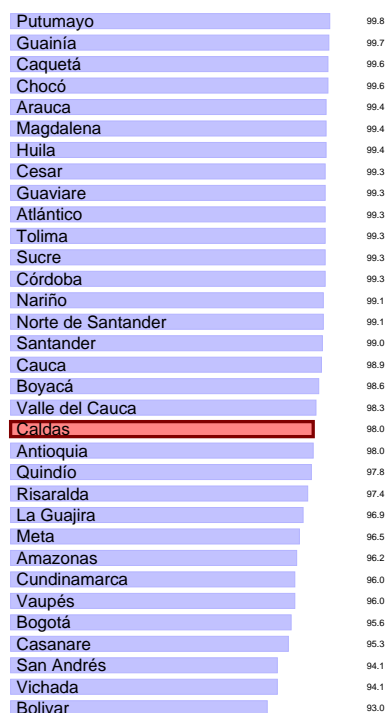 Putumayo 99.8
Guainía 99.7
Caquetá 99.6
Chocó 99.6
Arauca 99.4
Magdalena 99.4
Huila 99.4
Cesar 99.3
Guaviare 99.3
Atlántico 99.3
Tolima 99.3
Sucre 99.3
Córdoba 99.3
Nariño 99.1
Norte de Santander 99.1
Santander 99.0
Cauca 98.9
Boyacá 98.6
Valle del Cauca 98.3
Caldas 98.0
Antioquia 98.0
Quindío 97.8
Risaralda 97.4
La Guajira 96.9
Meta 96.5
Amazonas 96.2
Cundinamarca 96.0
Vaupés 96.0
Bogotá 95.6
Casanare 95.3
San Andrés 94.1
Vichada 94.1
Bolivar 93.0